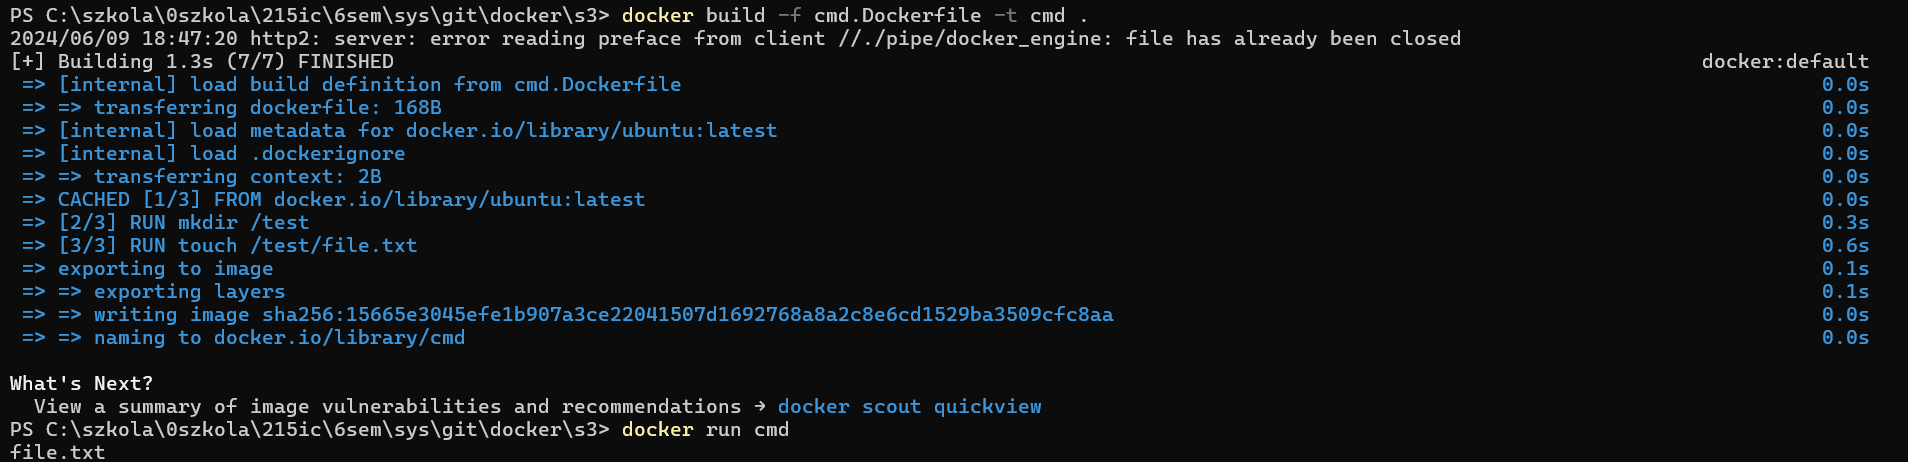 PS C:\szkola\0szkola\215ic\6sem\sys\git\docker\s3> docker build -f cmd.Dockerfile -t cmd .
2024/06/09 18:47:20 http2: server: error reading preface from client //./pipe/docker_engine: file has already been closed
[+] Building 1.3s (7/7) FINISHED docker:default
=> [internal] load build definition from cmd.Dockerfile 0.0s
=> => transferring dockerfile: 168B 0.0s
=> [internal] load metadata for docker.io/library/ubuntu:latest 0.0s
=> [internal] load .dockerignore 0.0s
=> => transferring context: 2B 0.0s
=> CACHED [1/3] FROM docker.io/library/ubuntu:latest 0.0s
=> [2/3] RUN mkdir /test 0.3s
=> [3/3] RUN touch /test/file.txt 0.6s
=> exporting to image 0.1s
=> => exporting layers 0.1s
=> => writing image sha256:15665e3045efe1b907a3ce22041507d1692768a8a2c8e6cd1529ba3509cfc8aa 0.0s
=> => naming to docker.io/library/cmd 0.0s
What's Next?
View a summary of image vulnerabilities and recommendations → docker scout quickview
PS C:\szkola\0szkola\215ic\6sem\sys\git\docker\s3> docker run cmd
file.txt